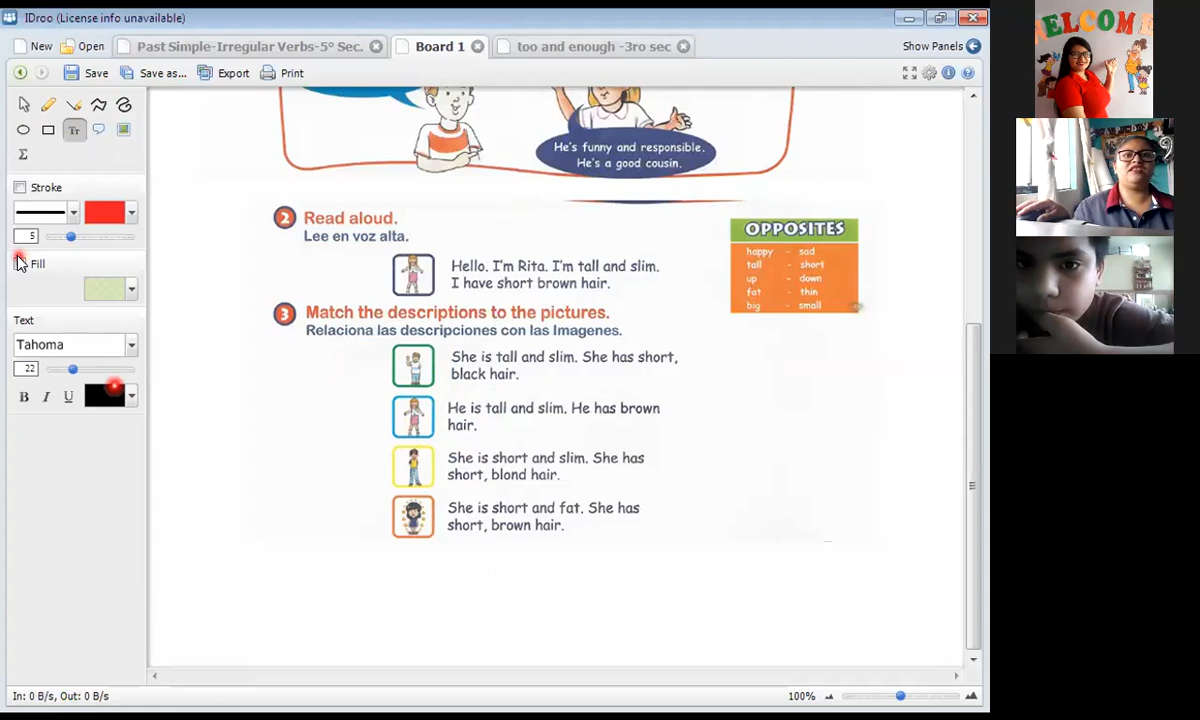 IDroo (License info unavailable)
New Open Past Simple-Irregular Verbs-5° Sec. Board 1 too and enough -3ro sec Show Panels
Save Save as... Export Print
Tr
Stroke
5
Fill
Text
Tahoma
22
B I U
He's funny and responsible.
He's a good cousin.
2 Read aloud.
Lee en voz alta.
Hello. I'm Rita. I'm tall and slim.
I have short brown hair.
OPPOSITES
happy - sad
tall - short
up - down
fat - thin
big - small
3 Match the descriptions to the pictures.
Relaciona las descripciones con las Imagenes.
She is tall and slim. She has short,
black hair.
He is tall and slim. He has brown
hair.
She is short and slim. She has
short, blond hair.
She is short and fat. She has
short, brown hair.
In: 0 B/s, Out: 0 B/s
100%
WELCOME